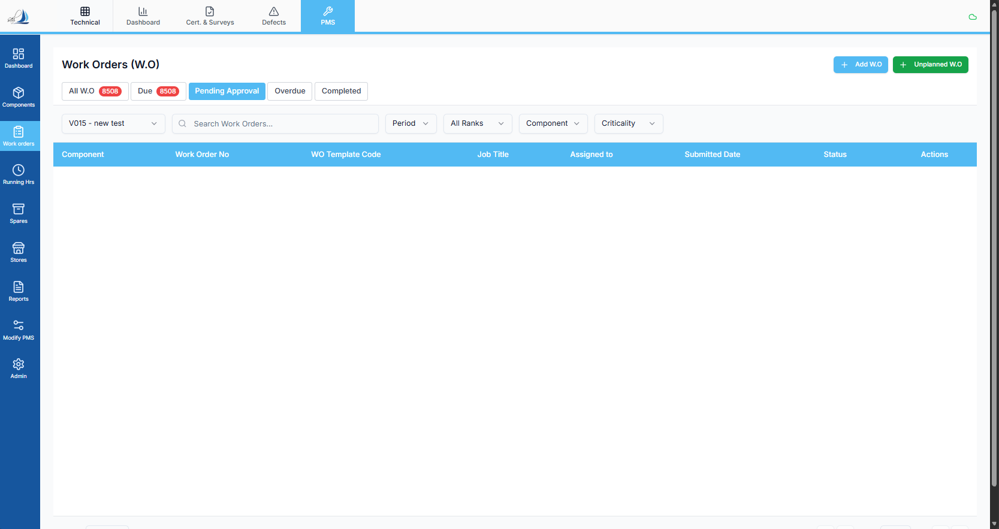 sail
Technical
Dashboard
Cert. & Surveys
Defects
PMS
Dashboard
Components
Work orders
Running Hrs
Spares
Stores
Reports
Modify PMS
Admin
Work Orders (W.O)
Add W.O
Unplanned W.O
All W.O 8508
Due 8508
Pending Approval
Overdue
Completed
V015 - new test
Search Work Orders...
Period
All Ranks
Component
Criticality
Component Work Order No WO Template Code Job Title Assigned to Submitted Date Status Actions